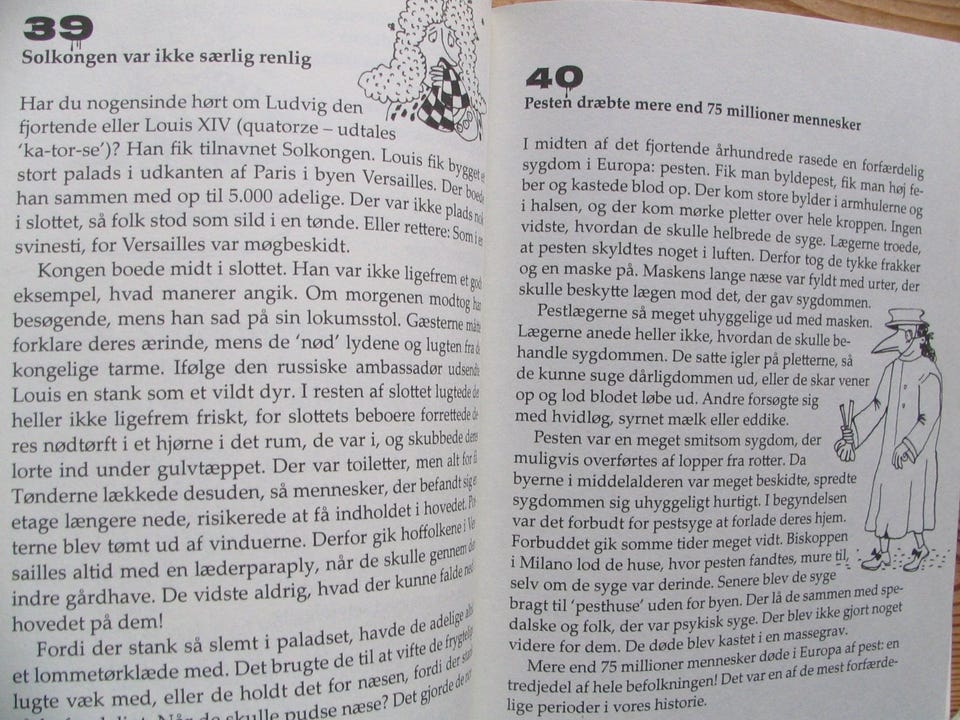 39
Solkongen var ikke særlig renlig
Har du nogensinde hørt om Ludvig den
fjortende eller Louis XIV (quatorze – udtales
'ka-tor-se')? Han fik tilnavnet Solkongen. Louis fik bygget
stort palads i udkanten af Paris i byen Versailles. Der boede
han sammen med op til 5.000 adelige. Der var ikke plads
i slottet, så folk stod som sild i en tønde. Eller rettere: Som i
svinesti, for Versailles var møgbeskidt.
Kongen boede midt i slottet. Han var ikke ligefrem et
eksempel, hvad manerer angik. Om morgenen modtog
besøgende, mens han sad på sin lokumsstol. Gæsterne
forklare deres ærinde, mens de 'nød' lydene og lugten fra
kongelige tarme. Ifølge den russiske ambassadør
Louis en stank som et vildt dyr. I resten af slottet lugtede
heller ikke ligefrem friskt, for slottets beboere forrettede
res nødtørft i et hjørne i det rum, de var i, og skubbede
lorte ind under gulvtæppet. Der var toiletter, men alt for
Tønderne lækkede desuden, så mennesker, der befandt
etage længere nede, risikerede at få indholdet i hovedet.
terne blev tømt ud af vinduerne. Derfor gik hoffolkene i
sailles altid med en læderparaply, når de skulle gennem
indre gårdhave. De vidste aldrig, hvad der kunne falde
hovedet på dem!
Fordi der stank så slemt i paladset, havde de adelige
et lommetørklæde med. Det brugte de til at vifte de
lugte væk med, eller de holdt det for næsen, fordi der
skulle pudse næse? Det gjorde de
40
Pesten dræbte mere end 75 millioner mennesker
I midten af det fjortende århundrede rasede en forfærdelig
sygdom i Europa: pesten. Fik man byldepest, fik man høj fe-
ber og kastede blod op. Der kom store bylder i armhulerne og
i halsen, og der kom mørke pletter over hele kroppen. Ingen
vidste, hvordan de skulle helbrede de syge. Lægerne troede,
at pesten skyldtes noget i luften. Derfor tog de tykke frakker
og en maske på. Maskens lange næse var fyldt med urter, der
skulle beskytte lægen mod det, der gav sygdommen.
Pestlægerne så meget uhyggelige ud med masken.
Lægerne anede heller ikke, hvordan de skulle be-
handle sygdommen. De satte igler på pletterne, så
de kunne suge dårligdommen ud, eller de skar vener
op og lod blodet løbe ud. Andre forsøgte sig
med hvidløg, syrnet mælk eller eddike.
Pesten var en meget smitsom sygdom, der
muligvis overførtes af lopper fra rotter. Da
byerne i middelalderen var meget beskidte, spredte
sygdommen sig uhyggeligt hurtigt. I begyndelsen
var det forbudt for pestsyge at forlade deres hjem.
Forbuddet gik somme tider meget vidt. Biskoppen
i Milano lod de huse, hvor pesten fandtes, mure til,
selv om de syge var derinde. Senere blev de syge
bragt til 'pesthuse' uden for byen. Der lå de sammen med spe-
dalske og folk, der var psykisk syge. Der blev ikke gjort noget
videre for dem. De døde blev kastet i en massegrav.
Mere end 75 millioner mennesker døde i Europa af pest: en
tredjedel af hele befolkningen! Det var en af de mest forfærde-
lige perioder i vores historie.